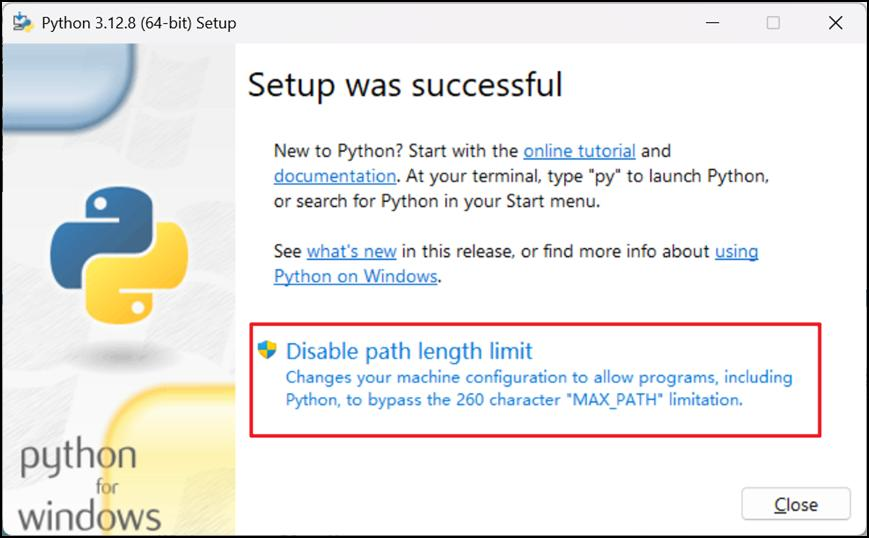 Python 3.12.8 (64-bit) Setup
Setup was successful
New to Python? Start with the online tutorial and
documentation. At your terminal, type "py" to launch Python,
or search for Python in your Start menu.
See what's new in this release, or find more info about using
Python on Windows.
Disable path length limit
Changes your machine configuration to allow programs, including
Python, to bypass the 260 character "MAX_PATH" limitation.
python
for
windows
Close